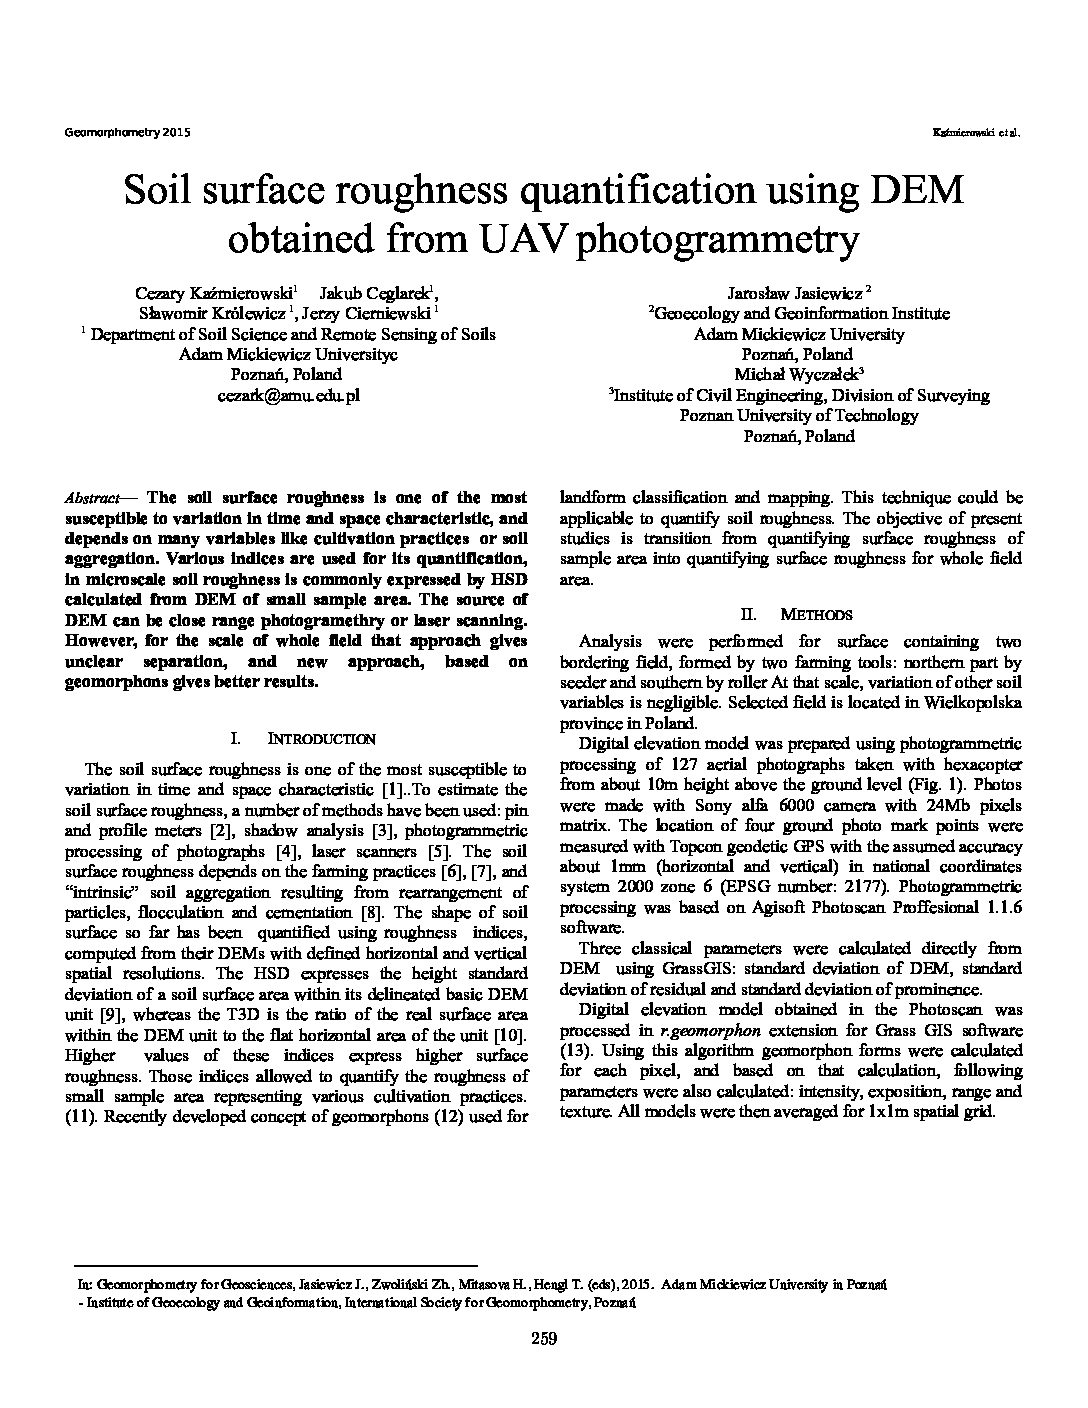 Geomorphometry 2015
Kaźmierowski et al.
Soil surface roughness quantification using DEM
obtained from UAV photogrammetry
Cezary Kaźmierowski¹ Jakub Ceglarek¹,
Sławomir Królewicz ¹, Jerzy Cierniewski ¹
¹ Department of Soil Science and Remote Sensing of Soils
Adam Mickiewicz Universityc
Poznań, Poland
cezark@amu.edu.pl
Jarosław Jasiewicz ²
²Geoecology and Geoinformation Institute
Adam Mickiewicz University
Poznań, Poland
Michał Wyczałek³
³Institute of Civil Engineering, Division of Surveying
Poznan University of Technology
Poznań, Poland
Abstract— The soil surface roughness is one of the most
susceptible to variation in time and space characteristic, and
depends on many variables like cultivation practices or soil
aggregation. Various indices are used for its quantification,
in microscale soil roughness is commonly expressed by HSD
calculated from DEM of small sample area. The source of
DEM can be close range photogramethry or laser scanning.
However, for the scale of whole field that approach gives
unclear separation, and new approach, based on
geomorphons gives better results.
I. INTRODUCTION
The soil surface roughness is one of the most susceptible to
variation in time and space characteristic [1]..To estimate the
soil surface roughness, a number of methods have been used: pin
and profile meters [2], shadow analysis [3], photogrammetric
processing of photographs [4], laser scanners [5]. The soil
surface roughness depends on the farming practices [6], [7], and
“intrinsic” soil aggregation resulting from rearrangement of
particles, flocculation and cementation [8]. The shape of soil
surface so far has been quantified using roughness indices,
computed from their DEMs with defined horizontal and vertical
spatial resolutions. The HSD expresses the height standard
deviation of a soil surface area within its delineated basic DEM
unit [9], whereas the T3D is the ratio of the real surface area
within the DEM unit to the flat horizontal area of the unit [10].
Higher values of these indices express higher surface
roughness. Those indices allowed to quantify the roughness of
small sample area representing various cultivation practices.
(11). Recently developed concept of geomorphons (12) used for
landform classification and mapping. This technique could be
applicable to quantify soil roughness. The objective of present
studies is transition from quantifying surface roughness of
sample area into quantifying surface roughness for whole field
area.
II. METHODS
Analysis were performed for surface containing two
bordering field, formed by two farming tools: northern part by
seeder and southern by roller At that scale, variation of other soil
variables is negligible. Selected field is located in Wielkopolska
province in Poland.
Digital elevation model was prepared using photogrammetric
processing of 127 aerial photographs taken with hexacopter
from about 10m height above the ground level (Fig. 1). Photos
were made with Sony alfa 6000 camera with 24Mb pixels
matrix. The location of four ground photo mark points were
measured with Topcon geodetic GPS with the assumed accuracy
about 1mm (horizontal and vertical) in national coordinates
system 2000 zone 6 (EPSG number: 2177). Photogrammetric
processing was based on Agisoft Photoscan Proffesional 1.1.6
software.
Three classical parameters were calculated directly from
DEM using GrassGIS: standard deviation of DEM, standard
deviation of residual and standard deviation of prominence.
Digital elevation model obtained in the Photoscan was
processed in r.geomorphon extension for Grass GIS software
(13). Using this algorithm geomorphon forms were calculated
for each pixel, and based on that calculation, following
parameters were also calculated: intensity, exposition, range and
texture. All models were then averaged for 1x1m spatial grid.
In: Geomorphometry for Geosciences, Jasiewicz J., Zwoliński Zb., Mitasova H., Hengl T. (eds), 2015. Adam Mickiewicz University in Poznań
- Institute of Geoecology and Geoinformation, International Society for Geomorphometry, Poznań
259